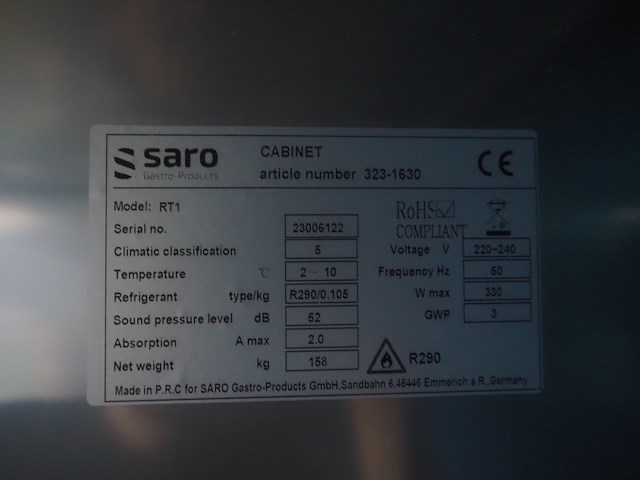 saro
Gastro-Products
CABINET
article number 323-1630
CE
Model: RT1
Serial no. 23006122
Climatic classification 5
Temperature °C 2~ 10
Refrigerant type/kg R290/0.105
Sound pressure level dB 52
Absorption A max 2.0
Net weight kg 158
RoHS
COMPLIANT
Voltage V 220~240
Frequency Hz 50
W max 330
GWP 3
R290
Made in P.R.C for SARO Gastro-Products GmbH,Sandbahn 6,46446 Emmerich a.R.,Germany